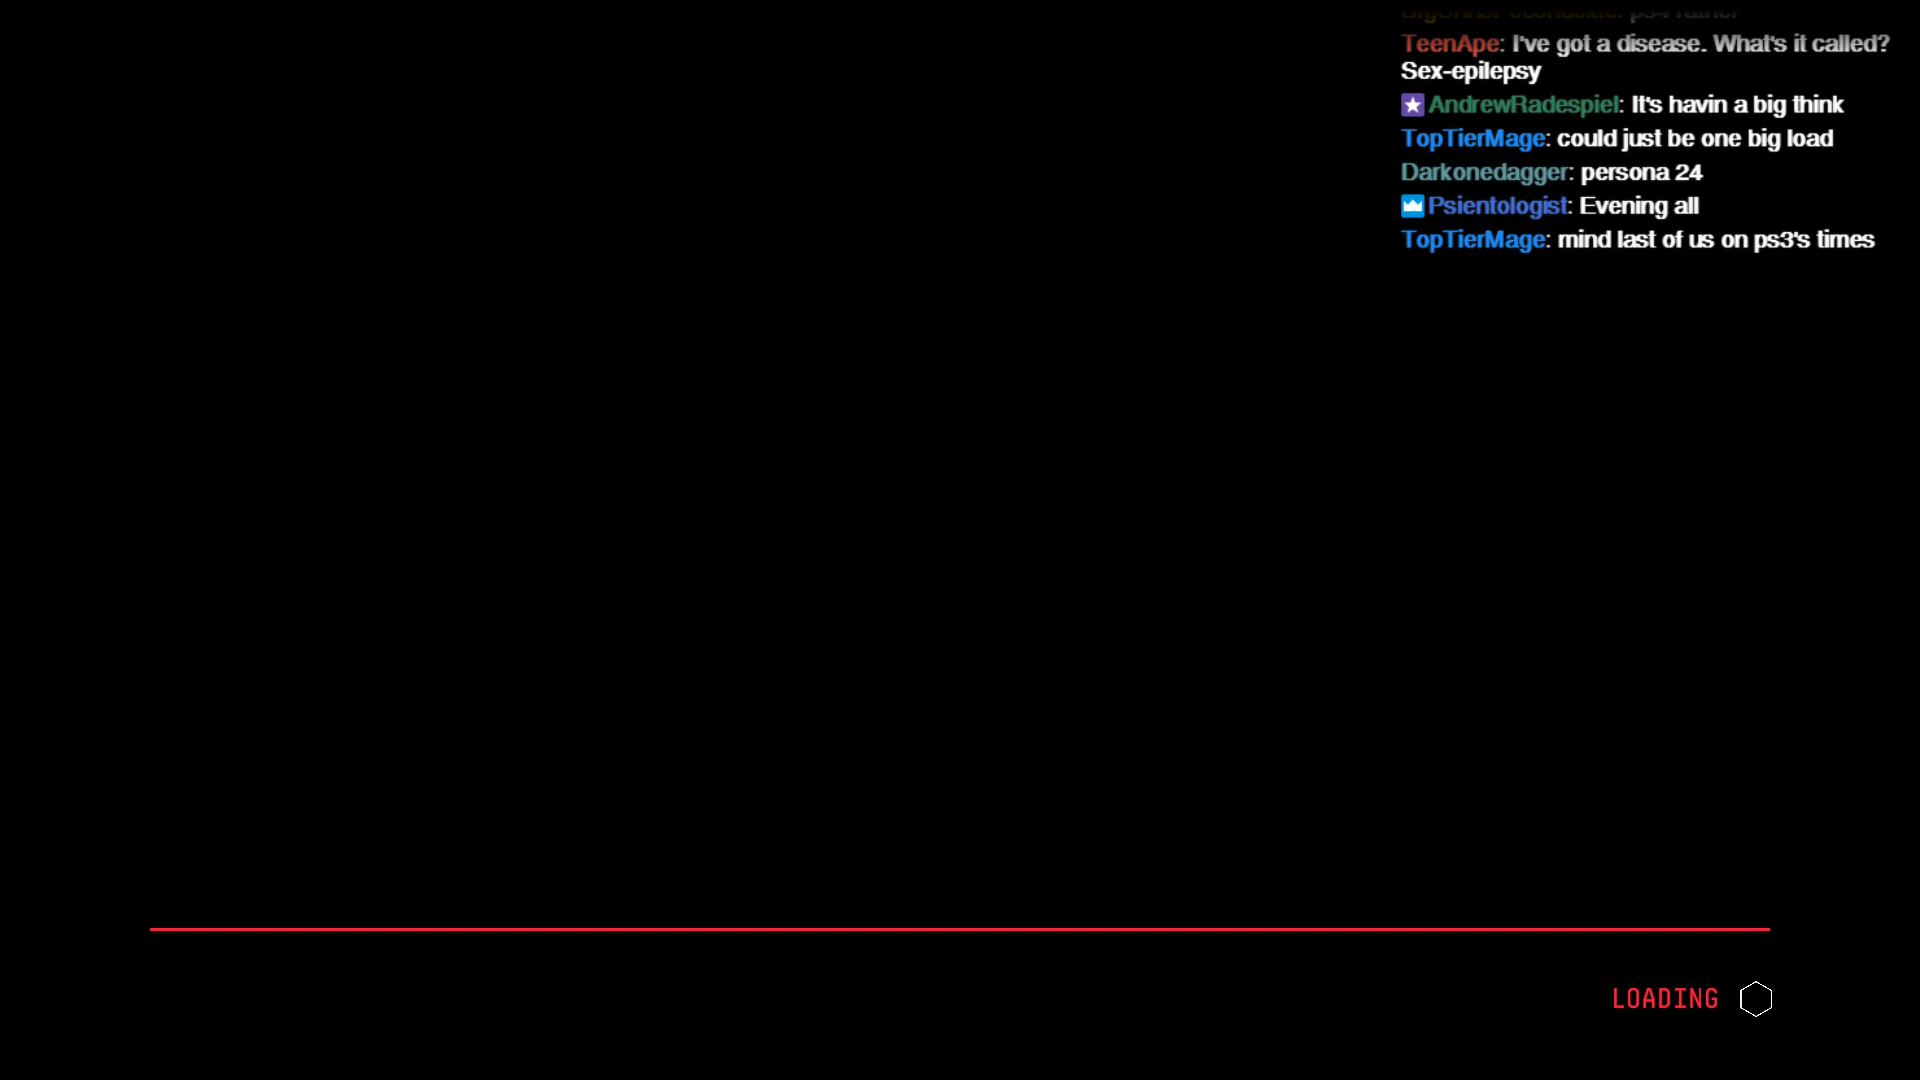 TeenApe: I've got a disease. What's it called?
Sex-epilepsy
AndrewRadespiel: It's havin a big think
TopTierMage: could just be one big load
Darkonedagger: persona 24
Psientologist: Evening all
TopTierMage: mind last of us on ps3's times
LOADING